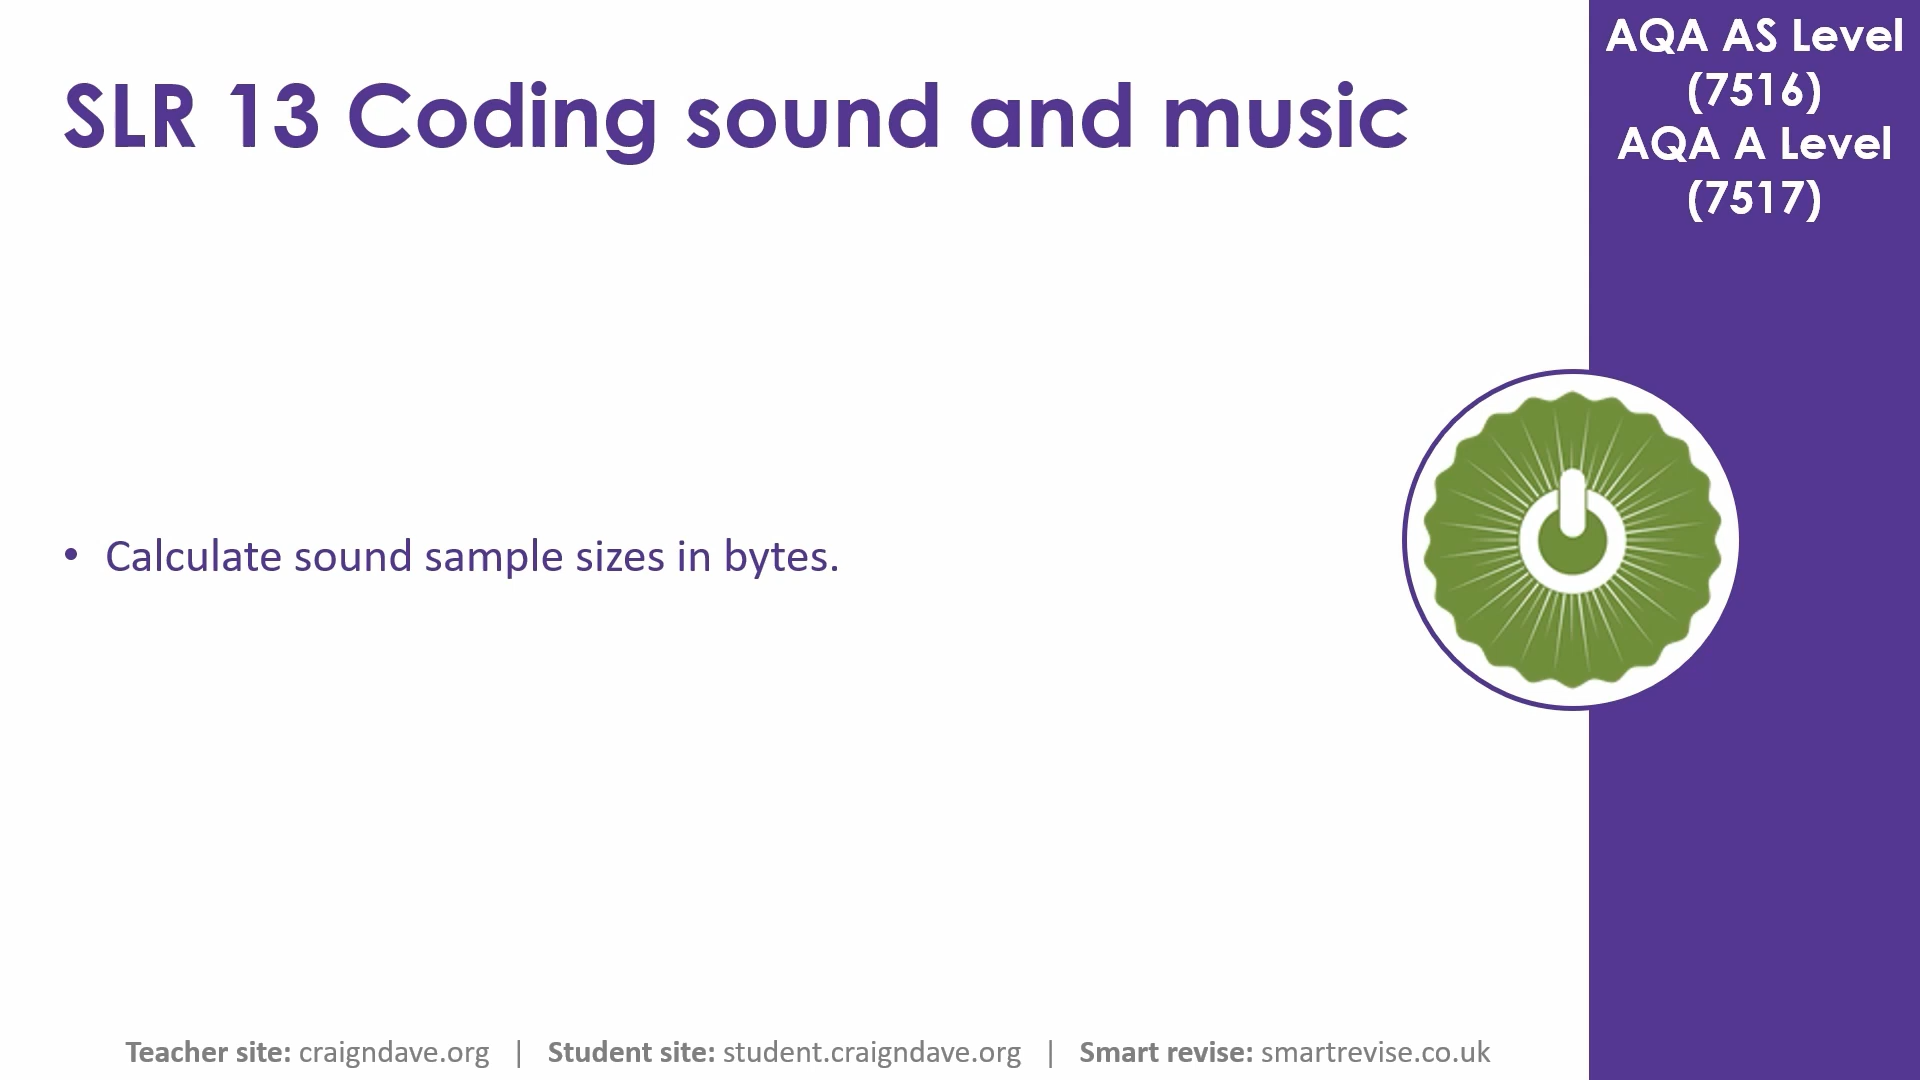 SLR 13 Coding sound and music
AQA AS Level
(7516)
AQA A Level
(7517)
• Calculate sound sample sizes in bytes.
Teacher site: craigndave.org | Student site: student.craigndave.org | Smart revise: smartrevise.co.uk